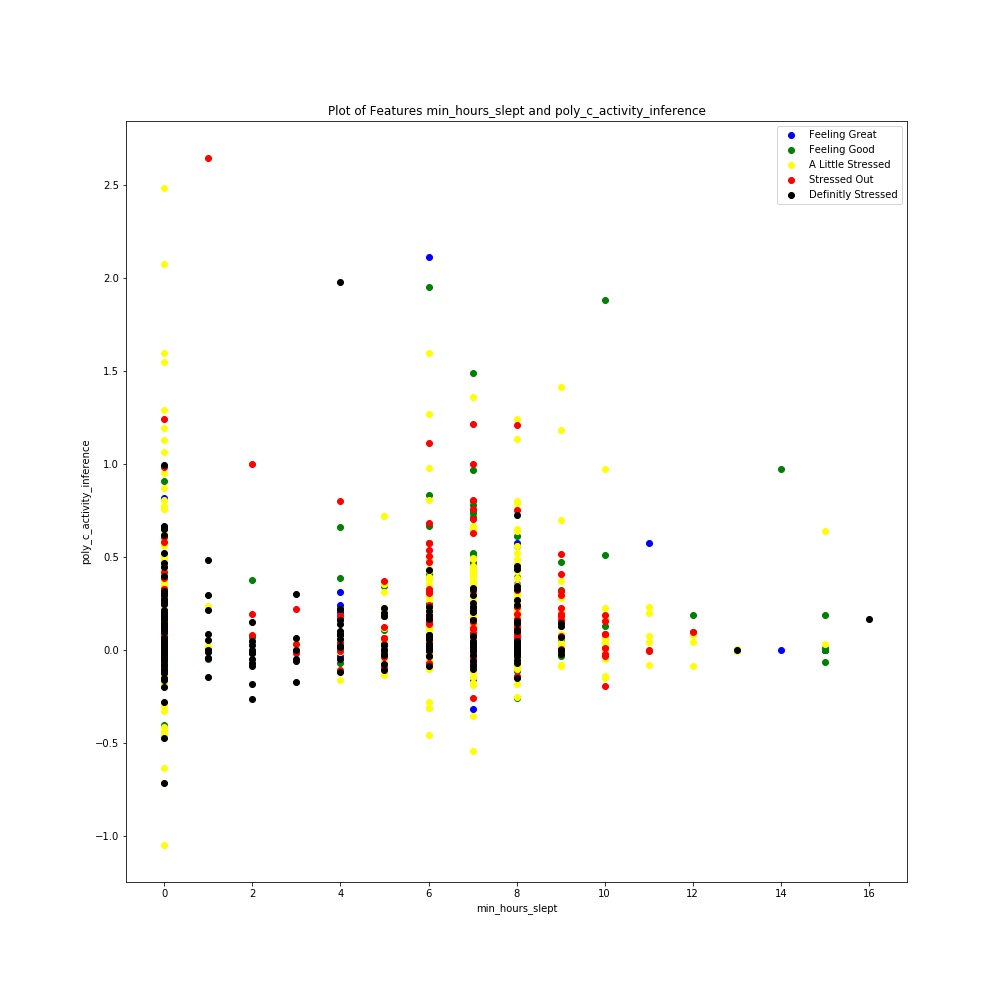 Plot of Features min_hours_slept and poly_c_activity_inference
Feeling Great
Feeling Good
A Little Stressed
Stressed Out
Definitly Stressed
poly_c_activity_inference
2.5
2.0
1.5
1.0
0.5
0.0
−0.5
−1.0
0 2 4 6 8 10 12 14 16
min_hours_slept